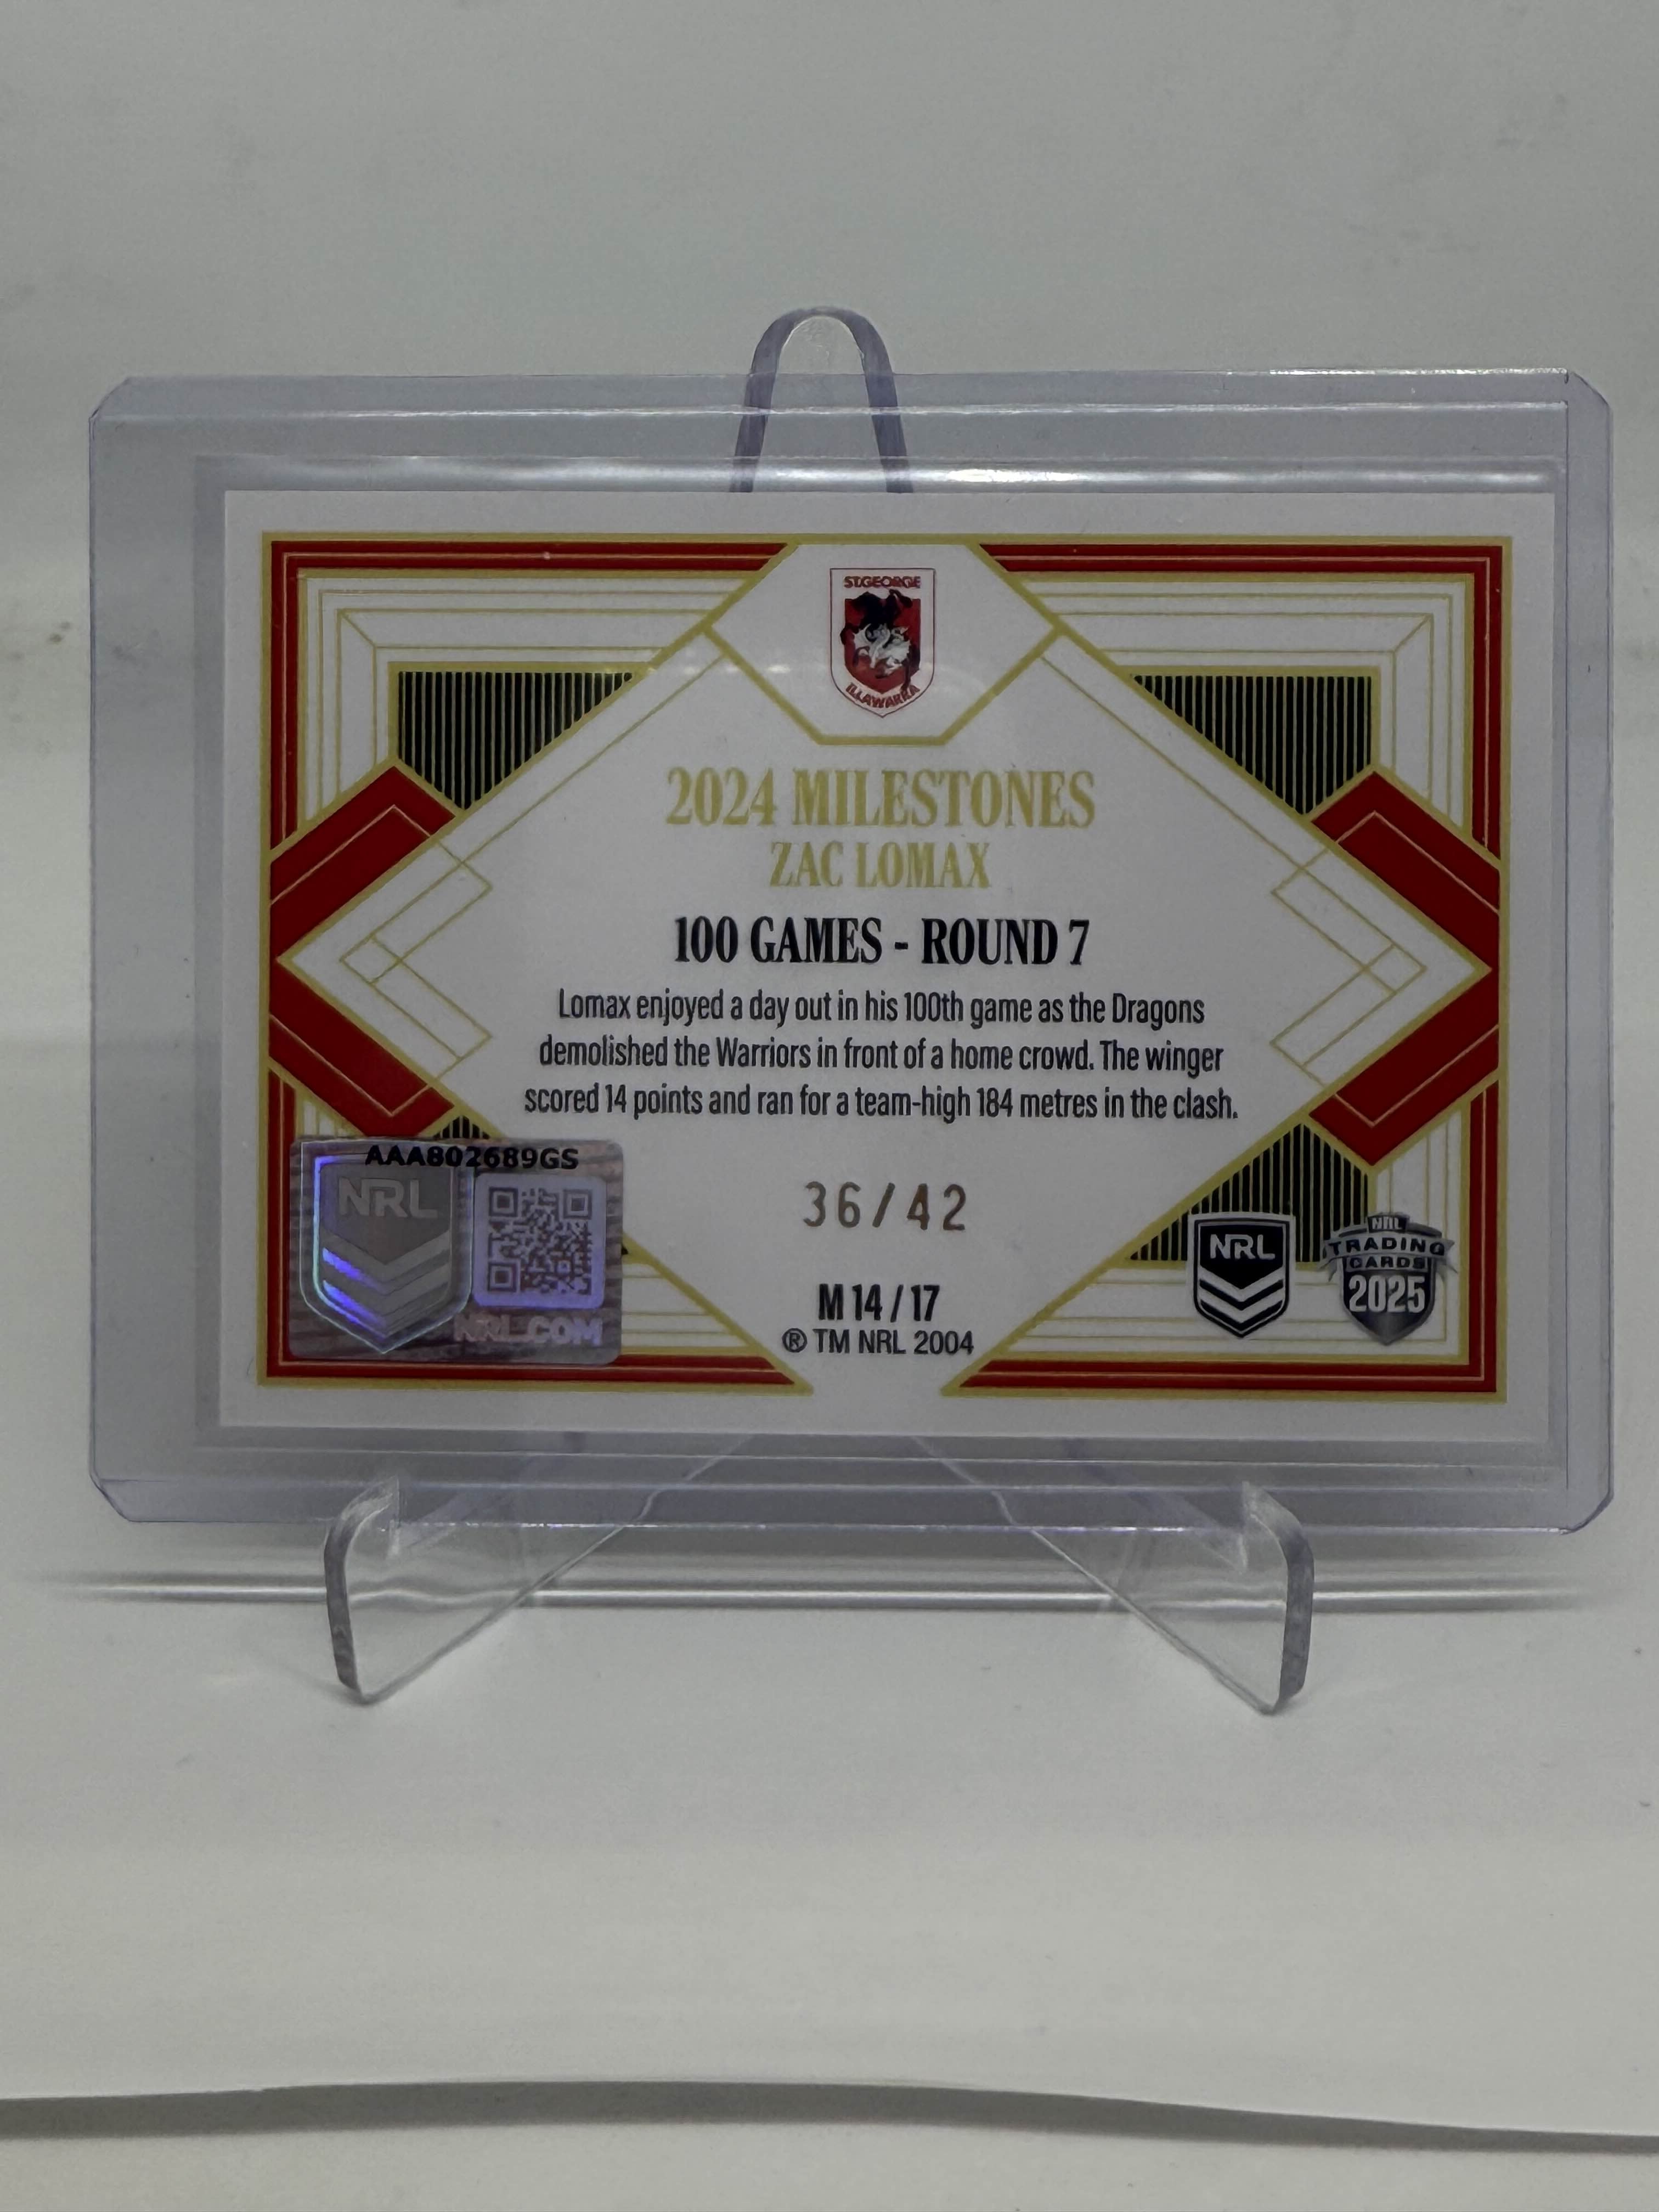 ST.GEORGE
ILLAWARRA
2024 MILESTONES
ZAC LOMAX
100 GAMES - ROUND 7
Lomax enjoyed a day out in his 100th game as the Dragons
demolished the Warriors in front of a home crowd. The winger
scored 14 points and ran for a team-high 184 metres in the clash.
AAA802689GS
NRL
NRL.COM
36/42
M 14 / 17
® TM NRL 2004
NRL
NRL
TRADING
CARDS
2025